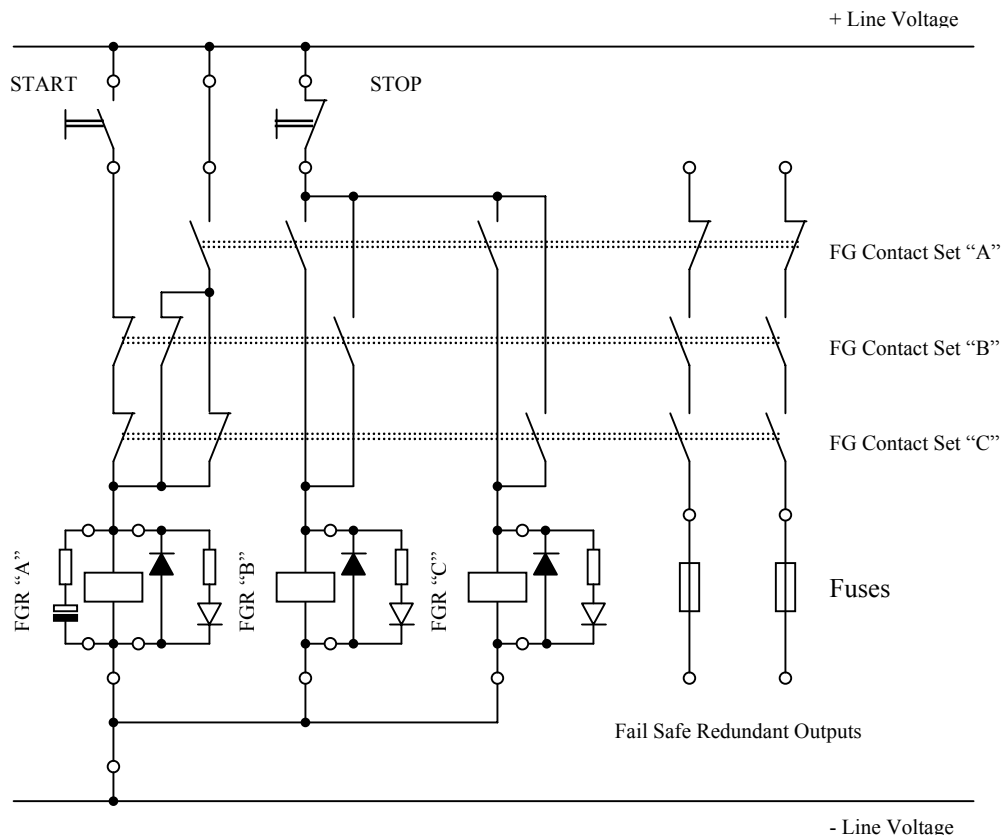 + Line Voltage
START
STOP
FG Contact Set “A”
FG Contact Set “B”
FG Contact Set “C”
FGR “A”
FGR “B”
FGR “C”
Fuses
Fail Safe Redundant Outputs
- Line Voltage